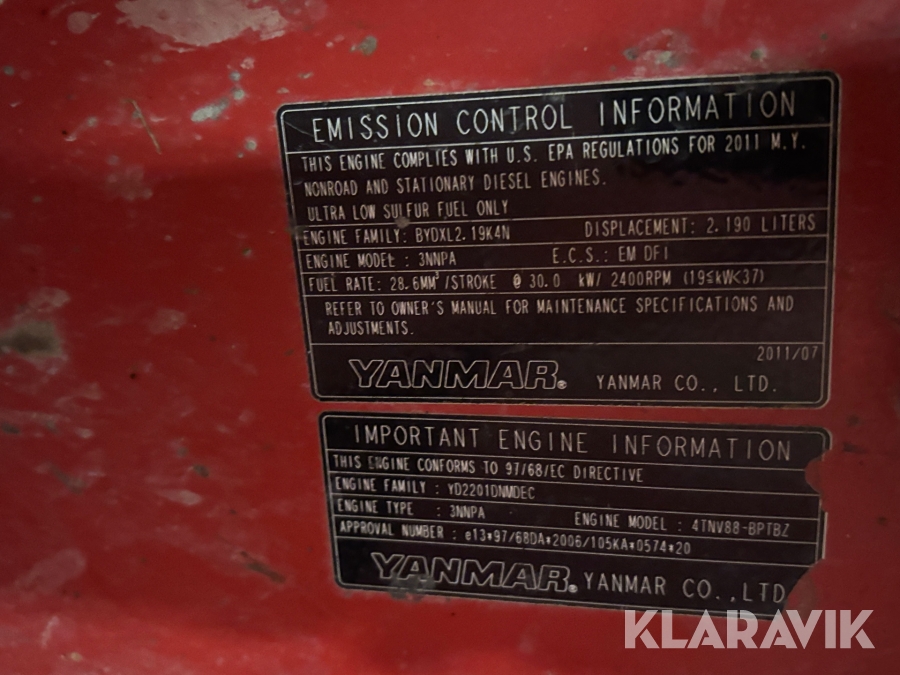 EMISSION CONTROL INFORMATION
THIS ENGINE COMPLIES WITH U.S. EPA REGULATIONS FOR 2011 M.Y.
NONROAD AND STATIONARY DIESEL ENGINES.
ULTRA LOW SULFUR FUEL ONLY
ENGINE FAMILY: BYDXL2.19K4N DISPLACEMENT: 2.190 LITERS
ENGINE MODEL: 3NNPA E.C.S.: EM DFI
FUEL RATE: 28.6MM³/STROKE @ 30.0 kW/ 2400RPM (19≤kW<37)
REFER TO OWNER'S MANUAL FOR MAINTENANCE SPECIFICATIONS AND
ADJUSTMENTS.
2011/07
YANMAR® YANMAR CO., LTD.
IMPORTANT ENGINE INFORMATION
THIS ENGINE CONFORMS TO 97/68/EC DIRECTIVE
ENGINE FAMILY : YD2201DNMDEC
ENGINE TYPE : 3NNPA ENGINE MODEL : 4TNV88-BPTBZ
APPROVAL NUMBER : e13*97/68DA*2006/105KA*0574*20
YANMAR® YANMAR CO.,LTD
KLARAVIK